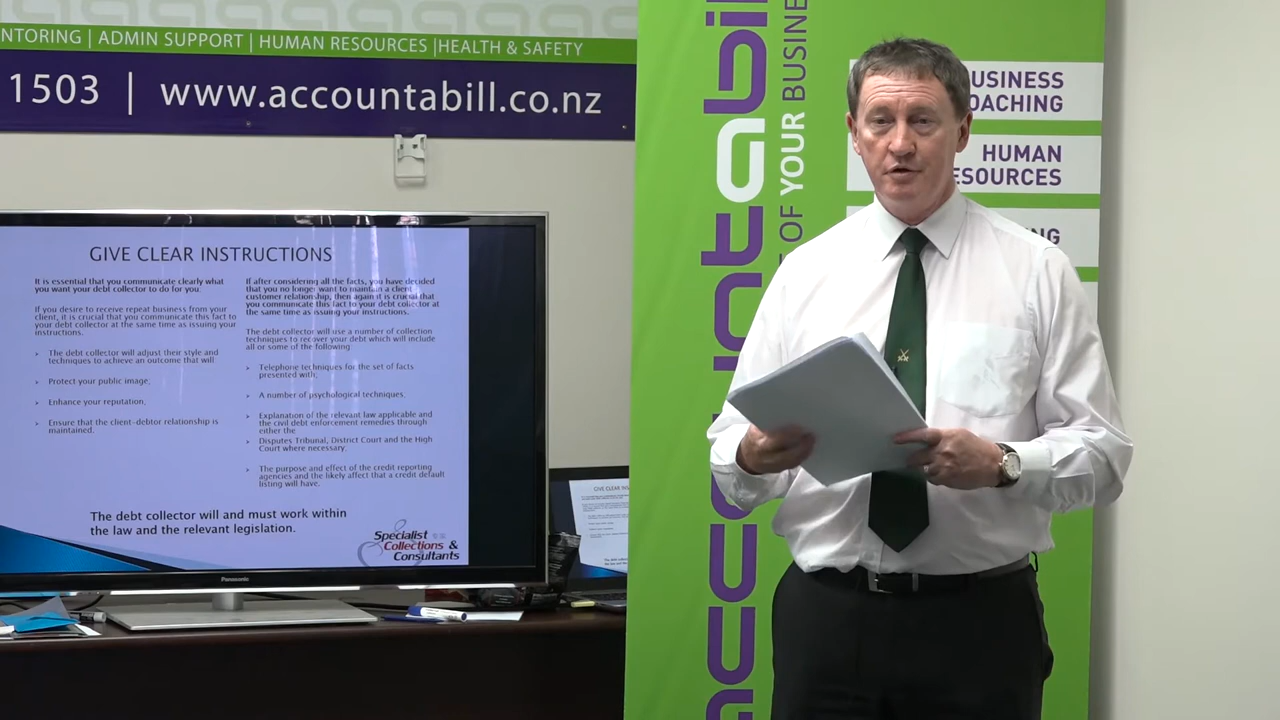 NTORING | ADMIN SUPPORT | HUMAN RESOURCES |HEALTH & SAFETY
1503 | www.accountabill.co.nz
GIVE CLEAR INSTRUCTIONS
It is essential that you communicate clearly what
you want your debt collector to do for you.
If you desire to receive repeat business from your
client, it is crucial that you communicate this fact to
your debt collector at the same time as issuing your
instructions.
The debt collector will adjust their style and
techniques to achieve an outcome that will
Protect your public image,
Enhance your reputation,
Ensure that the client-debtor relationship is
maintained.
If after considering all the facts, you have decided
that you no longer want to maintain a client
customer relationship, then again it is crucial that
you communicate this fact to your debt collector at
the same time as issuing your instructions.
The debt collector will use a number of collection
techniques to recover your debt which will include
all or some of the following
Telephone techniques for the set of facts
presented with;
A number of psychological techniques,
Explanation of the relevant law applicable and
the civil debt enforcement remedies through
either the
Disputes Tribunal, District Court and the High
Court where necessary,
The purpose and effect of the credit reporting
agencies and the likely affect that a credit default
listing will have.
The debt collector will and must work within
the law and the relevant legislation.
Specialist
Collections &
Consultants
Panasonic
GIVE CLEAR INS
accountabil
OF YOUR BUSINE
USINESS
OACHING
HUMAN
ESOURCES
NG